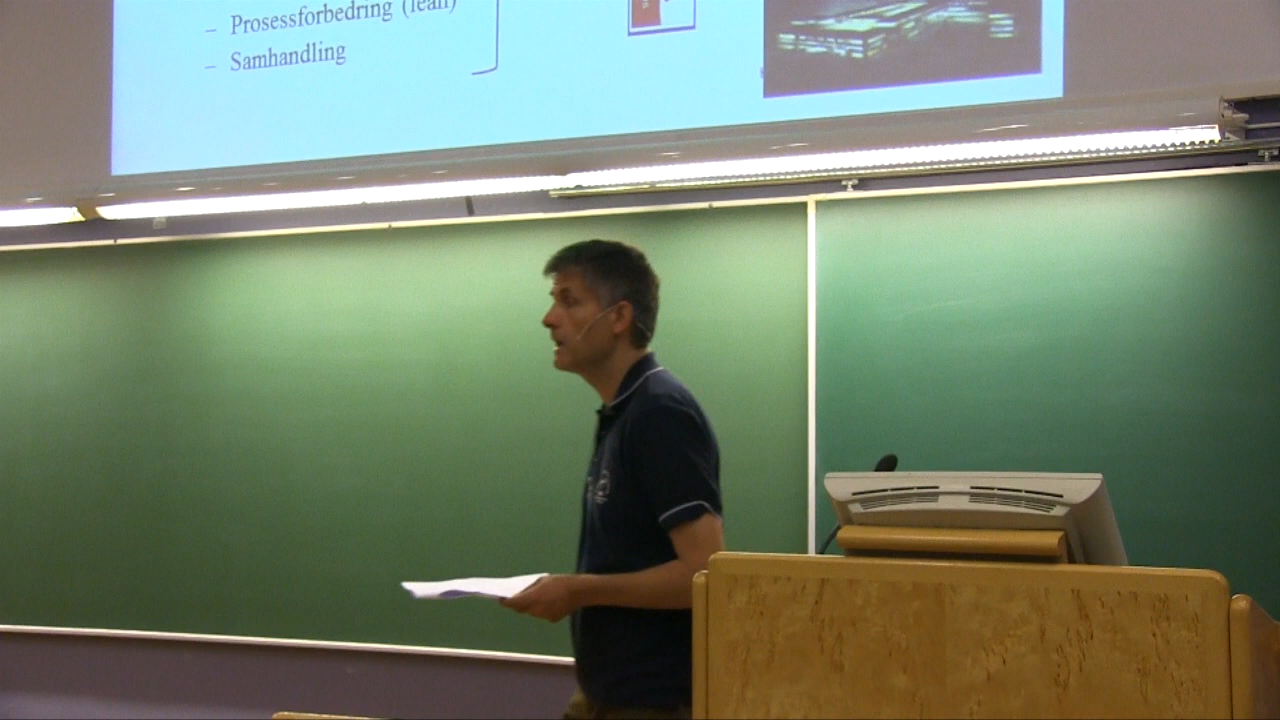 – Prosessforbedring (lean)
– Samhandling